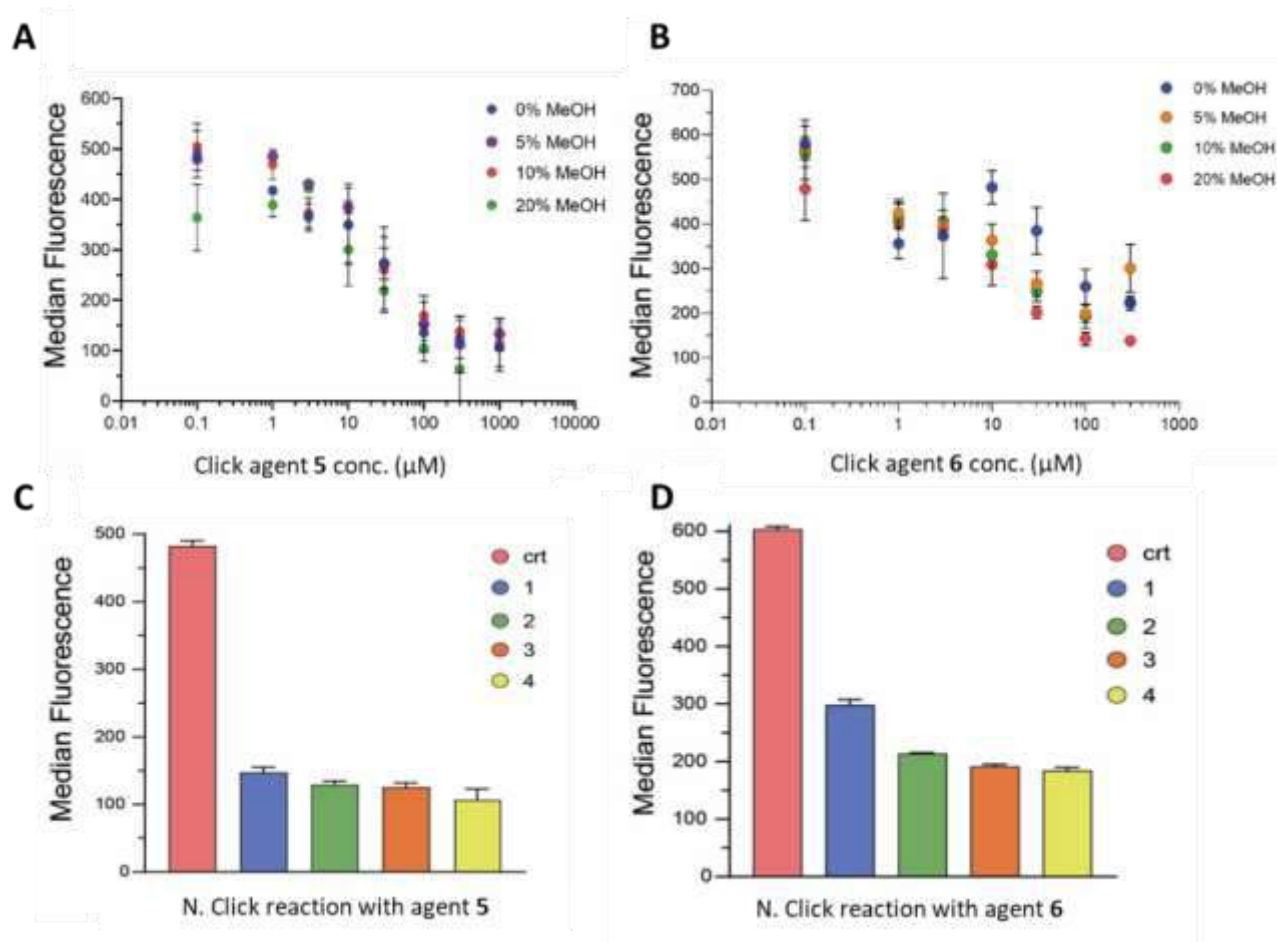 A
Median Fluorescence
600
500
400
300
200
100
0
0.01 0.1 1 10 100 1000 10000
Click agent 5 conc. (µM)
0% MeOH
5% MeOH
10% MeOH
20% MeOH
B
Median Fluorescence
700
600
500
400
300
200
100
0
0.01 0.1 1 10 100 1000
Click agent 6 conc. (µM)
0% MeOH
5% MeOH
10% MeOH
20% MeOH
C
Median Fluorescence
500
400
300
200
100
0
N. Click reaction with agent 5
crt
1
2
3
4
D
Median Fluorescence
600
500
400
300
200
100
0
N. Click reaction with agent 6
crt
1
2
3
4